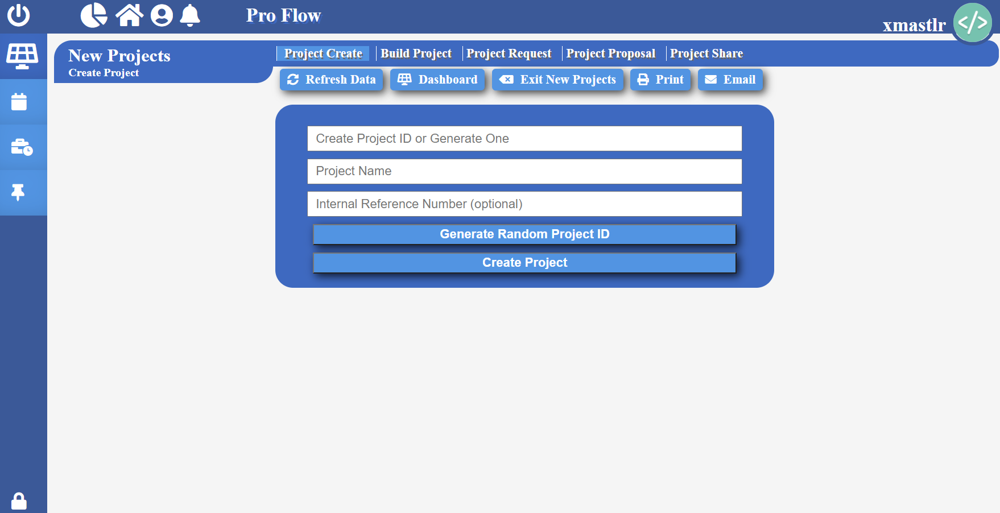 Pro Flow
xmastlr
</>
New Projects
Create Project
Project Create
Build Project
Project Request
Project Proposal
Project Share
Refresh Data
Dashboard
Exit New Projects
Print
Email
Create Project ID or Generate One
Project Name
Internal Reference Number (optional)
Generate Random Project ID
Create Project